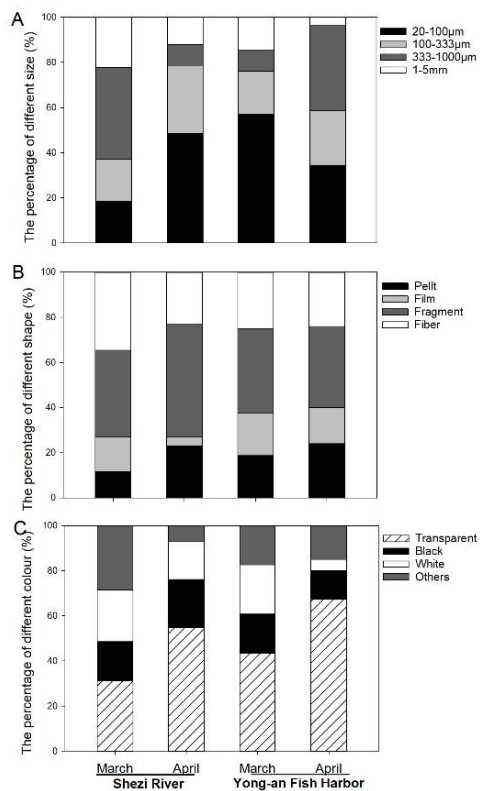 A
The percentage of different size (%)
100
80
60
40
20
0
20-100µm
100-333µm
333-1000µm
1-5mm
B
The percentage of different shape (%)
100
80
60
40
20
0
Pellt
Film
Fragment
Fiber
C
The percentage of different colour (%)
100
80
60
40
20
0
Transparent
Black
White
Others
March April March April
Shezi River Yong-an Fish Harbor